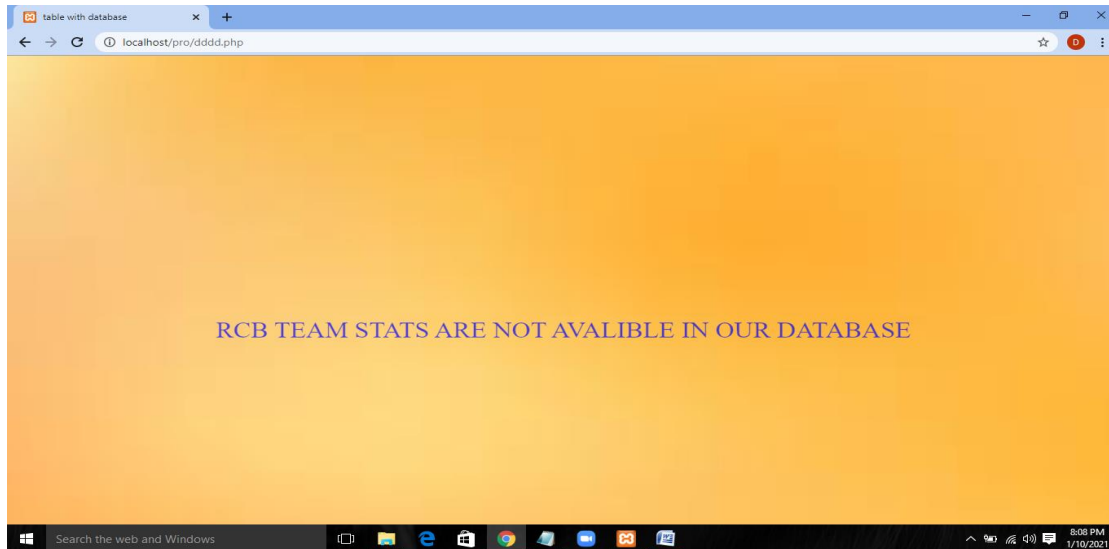 table with database
localhost/pro/dddd.php
D
RCB TEAM STATS ARE NOT AVALIBLE IN OUR DATABASE
Search the web and Windows
8:08 PM
1/10/2021